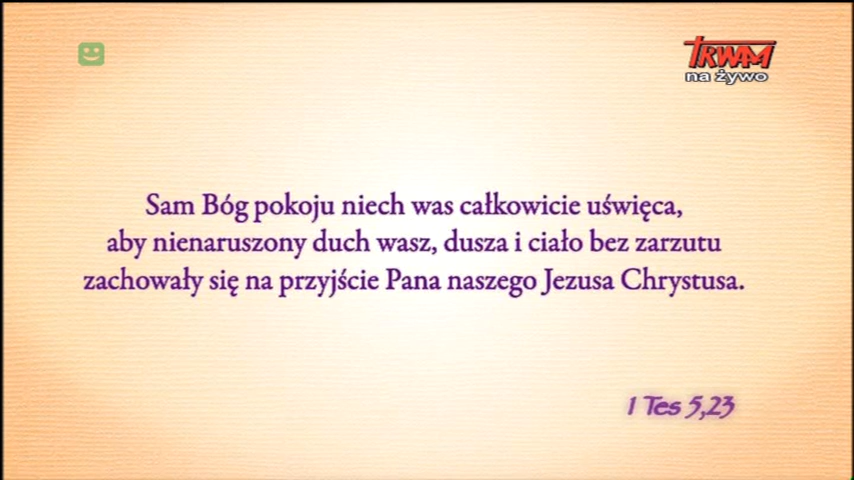 TRWAM
na żywo
Sam Bóg pokoju niech was całkowicie uświęca,
aby nienaruszony duch wasz, dusza i ciało bez zarzutu
zachowały się na przyjście Pana naszego Jezusa Chrystusa.
1 Tes 5,23